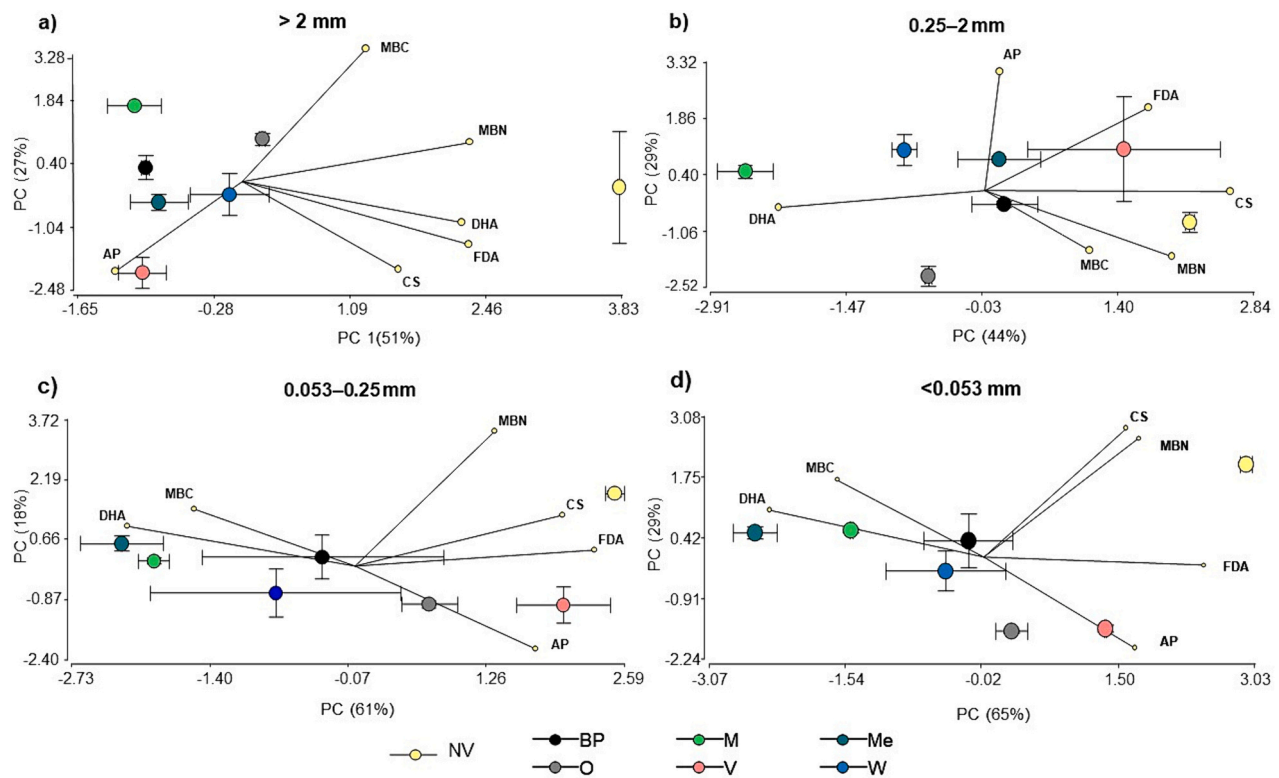 a)
> 2 mm
3.28
1.84
0.40
-1.04
-2.48
PC (27%)
MBC
MBN
DHA
FDA
CS
AP
-1.65 -0.28 1.09 2.46 3.83
PC 1(51%)
b)
0.25–2 mm
3.32
1.86
0.40
-1.06
-2.52
PC (29%)
AP
FDA
CS
DHA
MBC
MBN
-2.91 -1.47 -0.03 1.40 2.84
PC (44%)
c)
0.053–0.25 mm
3.72
2.19
0.66
-0.87
-2.40
PC (18%)
MBN
MBC
CS
DHA
FDA
AP
-2.73 -1.40 -0.07 1.26 2.59
PC (61%)
d)
<0.053 mm
3.08
1.75
0.42
-0.91
-2.24
PC (29%)
CS
MBN
MBC
DHA
FDA
AP
-3.07 -1.54 -0.02 1.50 3.03
PC (65%)
NV BP M Me
O V W